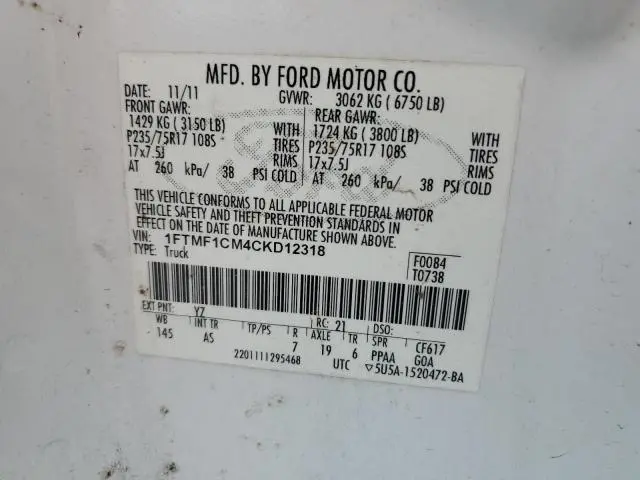 MFD. BY FORD MOTOR CO.
DATE: 11/11 GVWR: 3062 KG ( 6750 LB)
FRONT GAWR: REAR GAWR:
1429 KG ( 3150 LB) WITH 1724 KG ( 3800 LB) WITH
P235/75R17 108S TIRES P235/75R17 108S TIRES
17x7.5J RIMS 17x7.5J RIMS
AT 260 kPa/ 38 PSI COLD AT 260 kPa/ 38 PSI COLD
THIS VEHICLE CONFORMS TO ALL APPLICABLE FEDERAL MOTOR
VEHICLE SAFETY AND THEFT PREVENTION STANDARDS IN
EFFECT ON THE DATE OF MANUFACTURE SHOWN ABOVE.
VIN: 1FTMF1CM4CKD12318
TYPE: Truck
F0084
T0738
EXT PNT: YZ RC: 21 DSO:
WB INT TR TP/PS R AXLE TR SPR CF617
145 AS 7 19 6 PPAA GOA
2201111295468 UTC ▽5U5A-1520472-BA
Ford